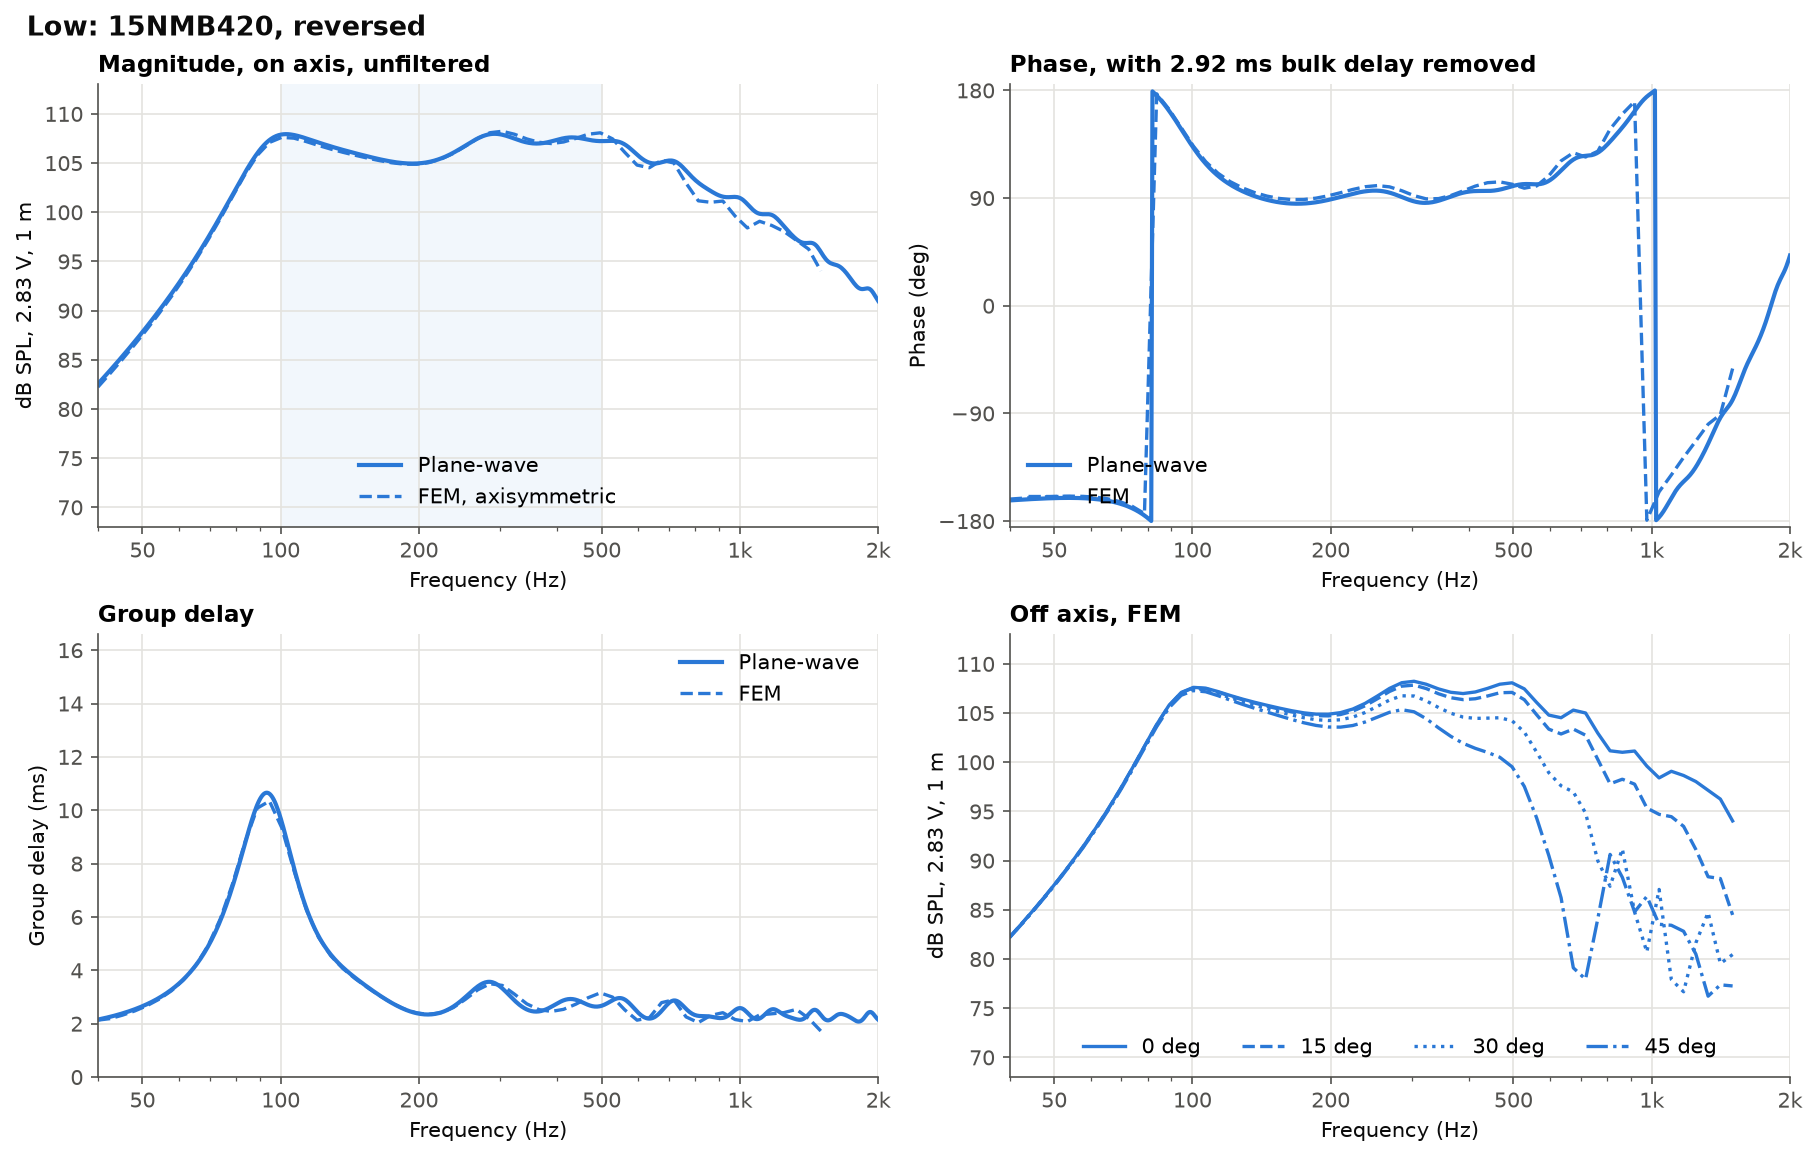 Low: 15NMB420, reversed
Magnitude, on axis, unfiltered
110
105
100
95
90
85
80
75
70
dB SPL, 2.83 V, 1 m
Plane-wave
FEM, axisymmetric
50 100 200 500 1k 2k
Frequency (Hz)
Phase, with 2.92 ms bulk delay removed
180
90
0
−90
−180
Phase (deg)
Plane-wave
FEM
50 100 200 500 1k 2k
Frequency (Hz)
Group delay
16
14
12
10
8
6
4
2
0
Group delay (ms)
Plane-wave
FEM
50 100 200 500 1k 2k
Frequency (Hz)
Off axis, FEM
110
105
100
95
90
85
80
75
70
dB SPL, 2.83 V, 1 m
0 deg 15 deg 30 deg 45 deg
50 100 200 500 1k 2k
Frequency (Hz)